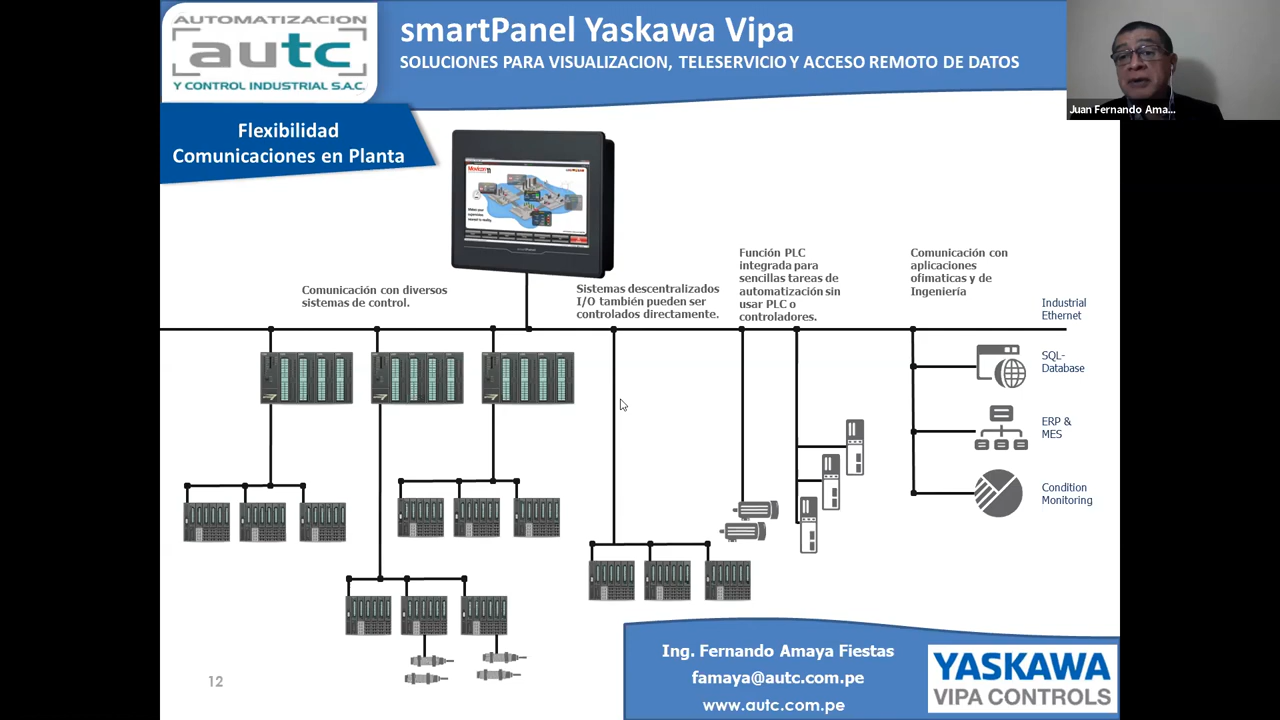 AUTOMATIZACION
autc
Y CONTROL INDUSTRIAL S.A.C.
smartPanel Yaskawa Vipa
SOLUCIONES PARA VISUALIZACION, TELESERVICIO Y ACCESO REMOTO DE DATOS
Juan Fernando Ama...
Flexibilidad
Comunicaciones en Planta
Movicon
Comunicación con diversos
sistemas de control.
Sistemas descentralizados
I/O también pueden ser
controlados directamente.
Función PLC
integrada para
sencillas tareas de
automatización sin
usar PLC o
controladores.
Comunicación con
aplicaciones
ofimaticas y de
Ingeniería
Industrial
Ethernet
SQL-
Database
ERP &
MES
Condition
Monitoring
Ing. Fernando Amaya Fiestas
famaya@autc.com.pe
www.autc.com.pe
YASKAWA
VIPA CONTROLS
12